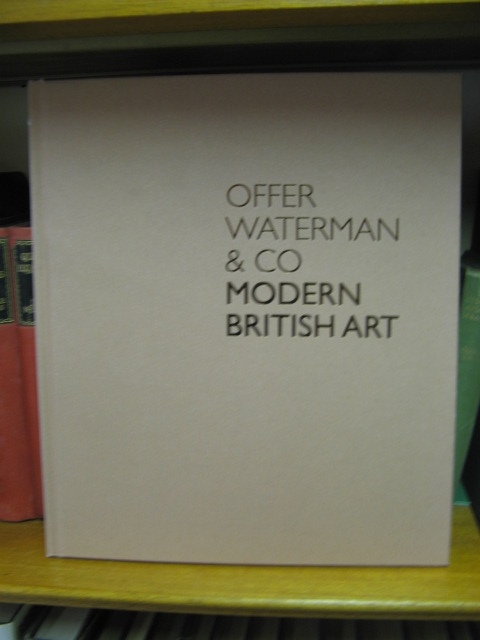 OFFER
WATERMAN
& CO
MODERN
BRITISH ART